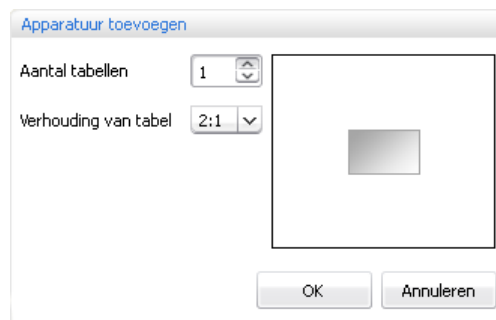 Apparatuur toevoegen
Aantal tabellen 1
Verhouding van tabel 2:1
OK Annuleren